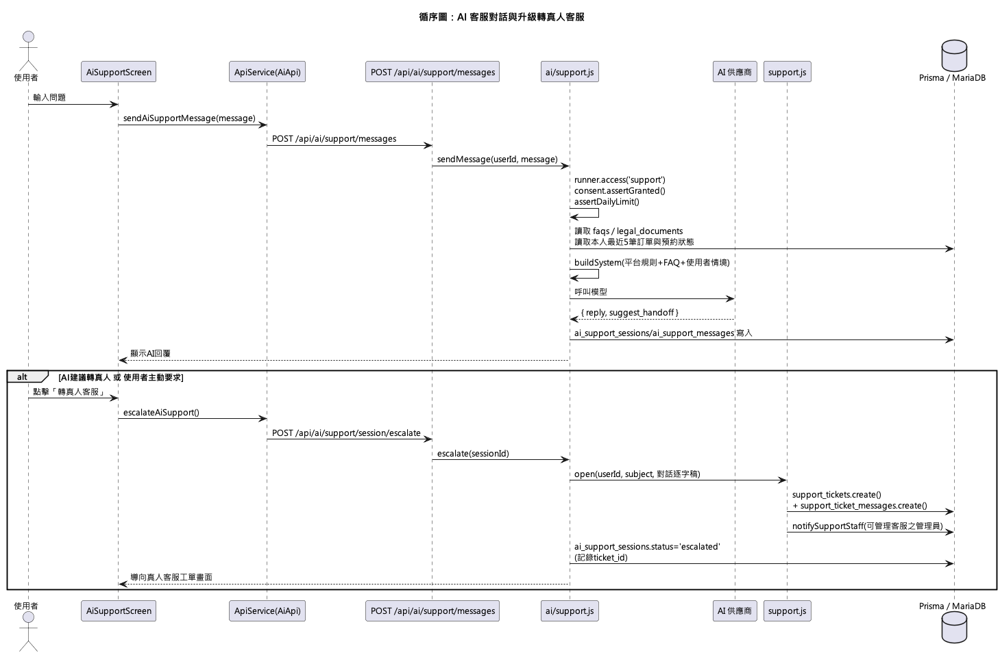 循序圖：AI 客服對話與升級轉真人客服
使用者
AiSupportScreen
ApiService(AiApi)
POST /api/ai/support/messages
ai/support.js
AI 供應商
support.js
Prisma / MariaDB
輸入問題
sendAiSupportMessage(message)
POST /api/ai/support/messages
sendMessage(userId, message)
runner.access('support')
consent.assertGranted()
assertDailyLimit()
讀取 faqs / legal_documents
讀取本人最近5筆訂單與預約狀態
buildSystem(平台規則+FAQ+使用者情境)
呼叫模型
{ reply, suggest_handoff }
ai_support_sessions/ai_support_messages 寫入
顯示AI回覆
alt
[AI建議轉真人 或 使用者主動要求]
點擊「轉真人客服」
escalateAiSupport()
POST /api/ai/support/session/escalate
escalate(sessionId)
open(userId, subject, 對話逐字稿)
support_tickets.create()
+ support_ticket_messages.create()
notifySupportStaff(可管理客服之管理員)
ai_support_sessions.status='escalated'
(記錄ticket_id)
導向真人客服工單畫面
使用者
AiSupportScreen
ApiService(AiApi)
POST /api/ai/support/messages
ai/support.js
AI 供應商
support.js
Prisma / MariaDB